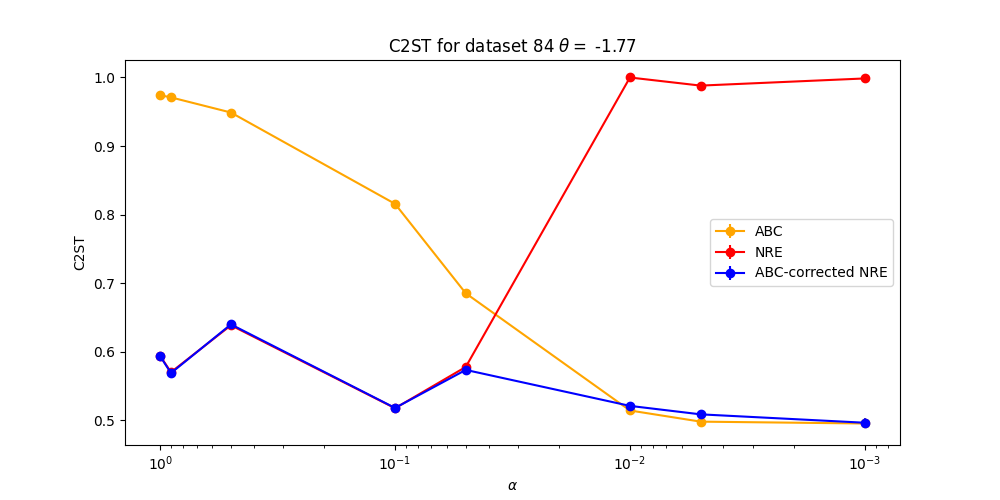 C2ST for dataset 84 θ = -1.77
C2ST
1.0
0.9
0.8
0.7
0.6
0.5
ABC
NRE
ABC-corrected NRE
10⁰
10⁻¹
10⁻²
10⁻³
α